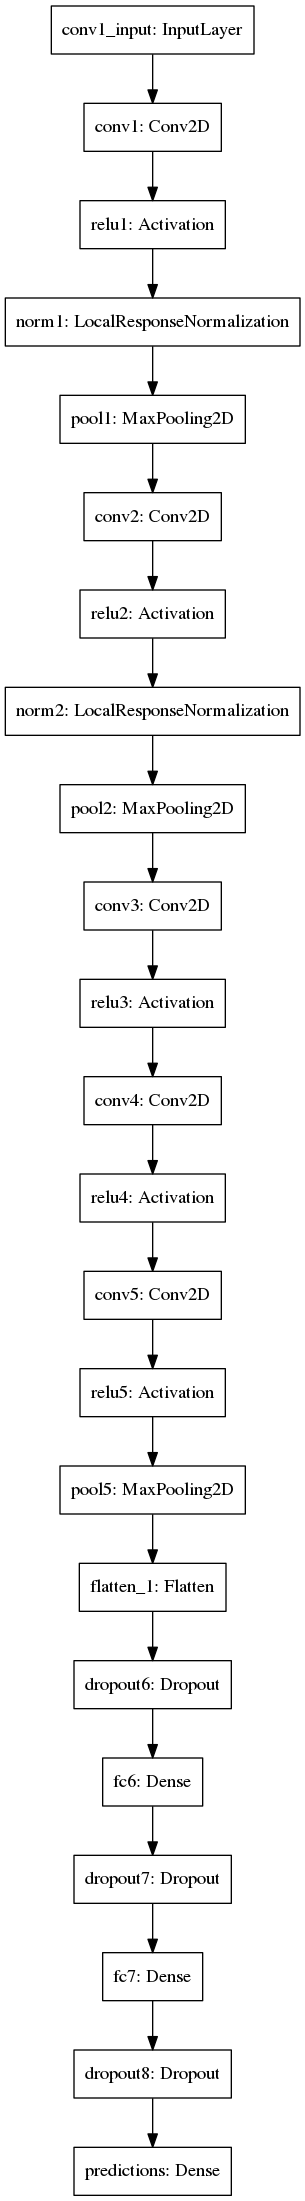 conv1_input: InputLayer
conv1: Conv2D
relu1: Activation
norm1: LocalResponseNormalization
pool1: MaxPooling2D
conv2: Conv2D
relu2: Activation
norm2: LocalResponseNormalization
pool2: MaxPooling2D
conv3: Conv2D
relu3: Activation
conv4: Conv2D
relu4: Activation
conv5: Conv2D
relu5: Activation
pool5: MaxPooling2D
flatten_1: Flatten
dropout6: Dropout
fc6: Dense
dropout7: Dropout
fc7: Dense
dropout8: Dropout
predictions: Dense